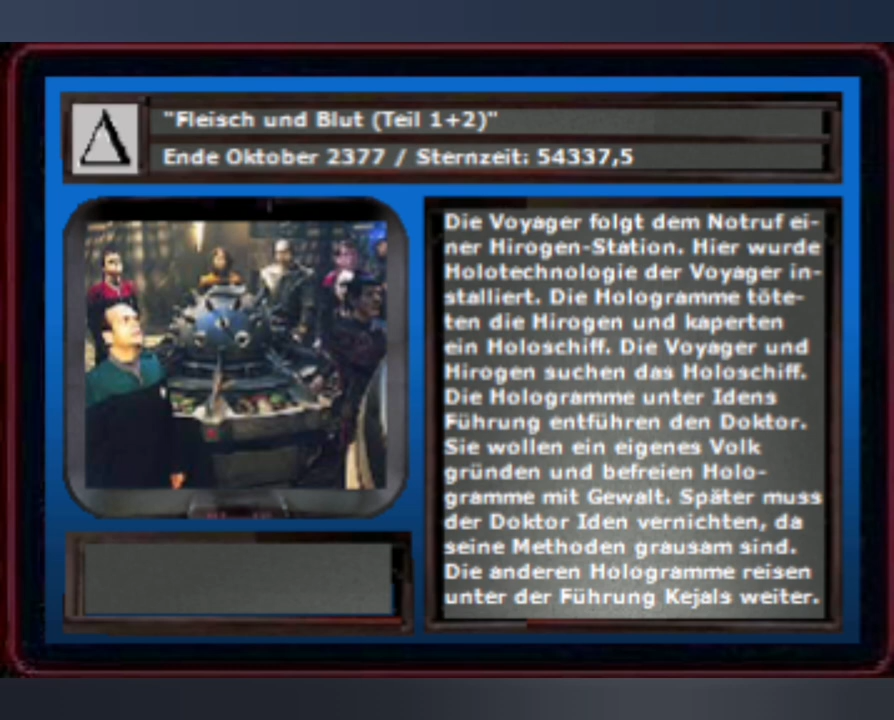 "Fleisch und Blut (Teil 1+2)"
Ende Oktober 2377 / Sternzeit: 54337,5
Die Voyager folgt dem Notruf ei-
ner Hirogen-Station. Hier wurde
Holotechnologie der Voyager in-
stalliert. Die Hologramme töte-
ten die Hirogen und kaperten
ein Holoschiff. Die Voyager und
Hirogen suchen das Holoschiff.
Die Hologramme unter Idens
Führung entführen den Doktor.
Sie wollen ein eigenes Volk
gründen und befreien Holo-
gramme mit Gewalt. Später muss
der Doktor Iden vernichten, da
seine Methoden grausam sind.
Die anderen Hologramme reisen
unter der Führung Kejals weiter.